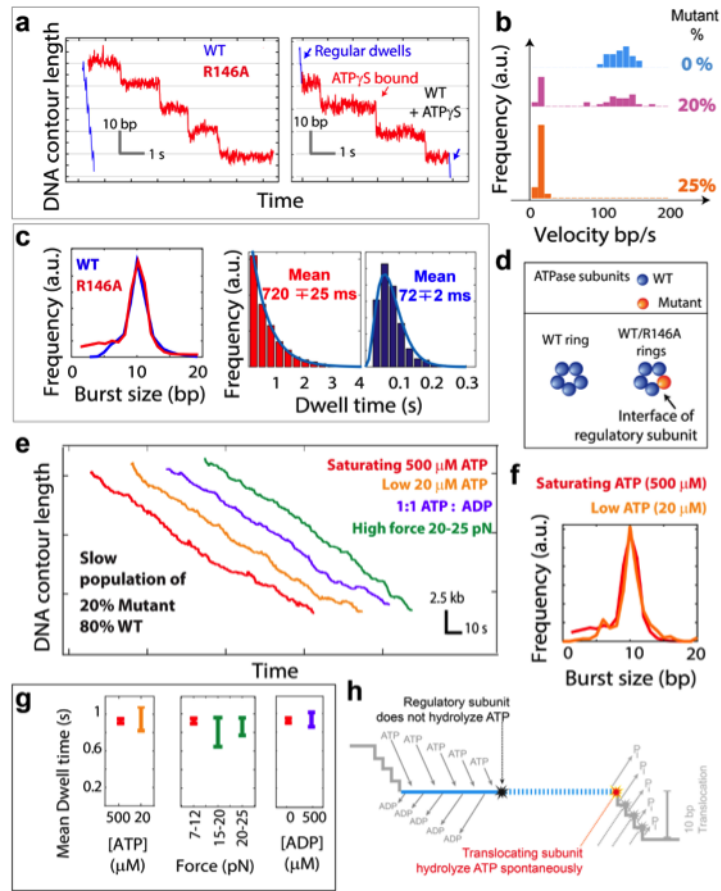 a
DNA contour length
WT
R146A
10 bp
1 s
Regular dwells
ATPγS bound
WT
+ ATPγS
10 bp
1 s
Time
b
Frequency (a.u.)
Mutant
%
0 %
20%
25%
0
100
200
Velocity bp/s
c
Frequency (a.u.)
WT
R146A
0
10
20
Burst size (bp)
Frequency (a.u.)
Mean
720 ∓25 ms
0
1
2
3
4
Mean
72∓2 ms
0.1
0.2
0.3
Dwell time (s)
d
ATPase subunits
WT
Mutant
WT ring
WT/R146A
rings
Interface of
regulatory subunit
e
DNA contour length
Saturating 500 μM ATP
Low 20 μM ATP
1:1 ATP : ADP
High force 20-25 pN
Slow
population of
20% Mutant
80% WT
2.5 kb
10 s
Time
f
Saturating ATP (500 μM)
Low ATP (20 μM)
Frequency (a.u.)
0
10
20
Burst size (bp)
g
Mean Dwell time (s)
1
0.6
0.2
500
20
[ATP]
(μM)
7-12
15-20
20-25
Force (pN)
0
500
[ADP]
(μM)
h
Regulatory subunit
does not hydrolyze ATP
ATP
ATP
ATP
ATP
ATP
ADP
ADP
ADP
ADP
ADP
Pi
Pi
Pi
Pi
10 bp
Translocation
Translocating subunit
hydrolyze ATP spontaneously